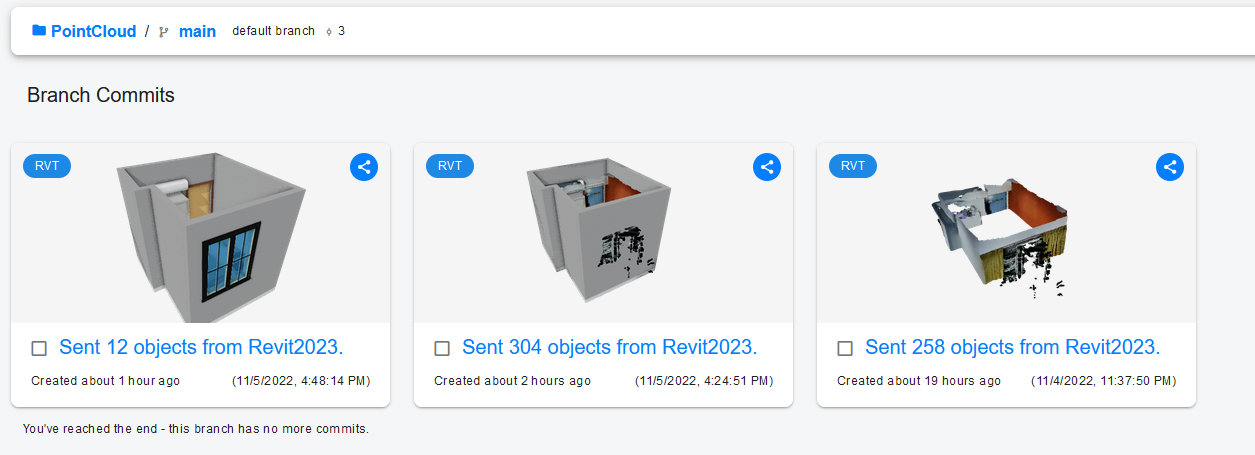 PointCloud / main default branch 3
Branch Commits
RVT
RVT
RVT
Sent 12 objects from Revit2023.
Created about 1 hour ago (11/5/2022, 4:48:14 PM)
Sent 304 objects from Revit2023.
Created about 2 hours ago (11/5/2022, 4:24:51 PM)
Sent 258 objects from Revit2023.
Created about 19 hours ago (11/4/2022, 11:37:50 PM)
You've reached the end - this branch has no more commits.